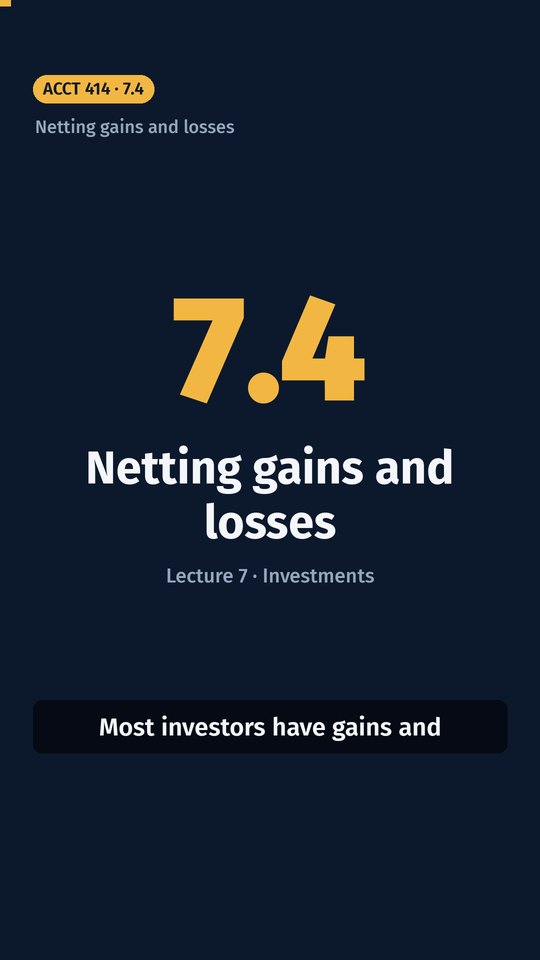 ACCT 414 · 7.4
Netting gains and losses
7.4
Netting gains and
losses
Lecture 7 · Investments
Most investors have gains and